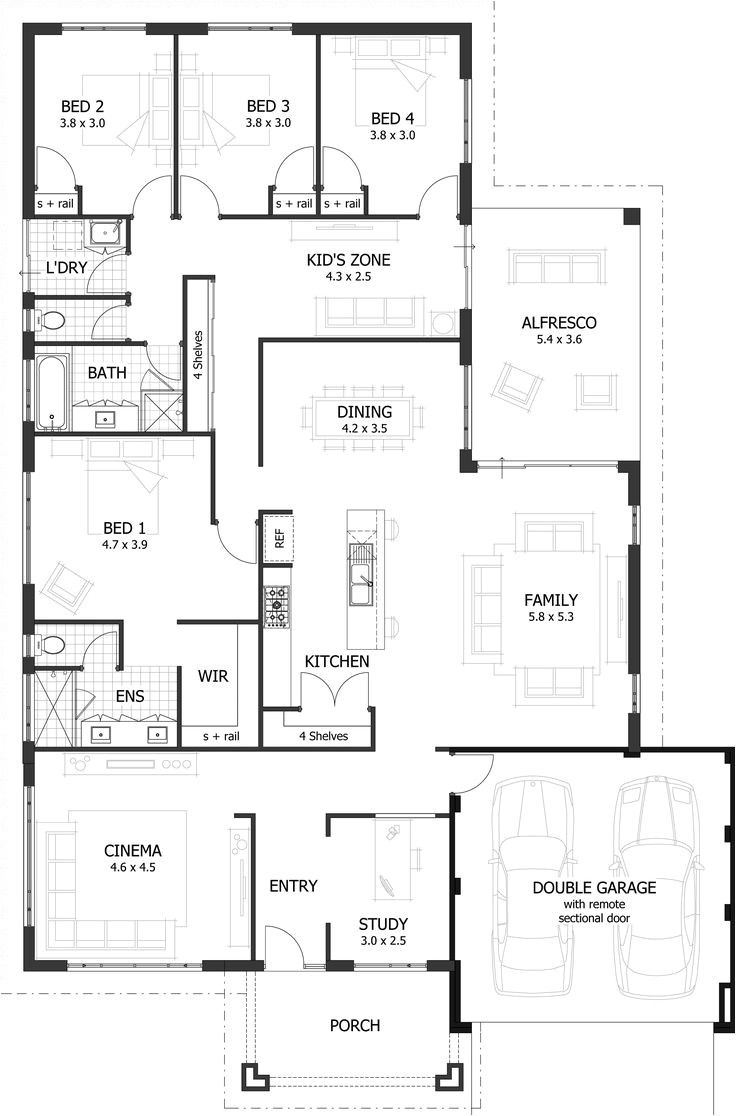 BED 2
3.8 x 3.0
BED 3
3.8 x 3.0
BED 4
3.8 x 3.0
s + rail
s + rail
s + rail
L'DRY
KID'S ZONE
4.3 x 2.5
ALFRESCO
5.4 x 3.6
4 Shelves
BATH
DINING
4.2 x 3.5
BED 1
4.7 x 3.9
REF
FAMILY
5.8 x 5.3
KITCHEN
WIR
ENS
s + rail
4 Shelves
CINEMA
4.6 x 4.5
ENTRY
STUDY
3.0 x 2.5
DOUBLE GARAGE
with remote
sectional door
PORCH